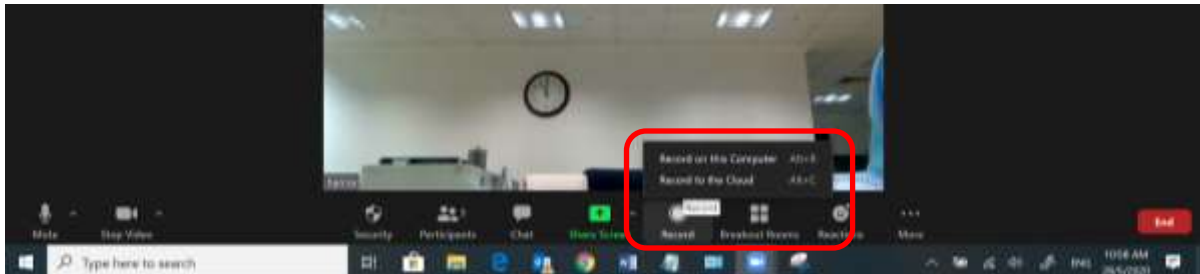 Record on this Computer Alt+R
Record to the Cloud Alt+C
Record
Mute Stop Video Security Participants Chat Share Screen Record Breakout Rooms Reactions More End
Type here to search
ENG
10:58 AM